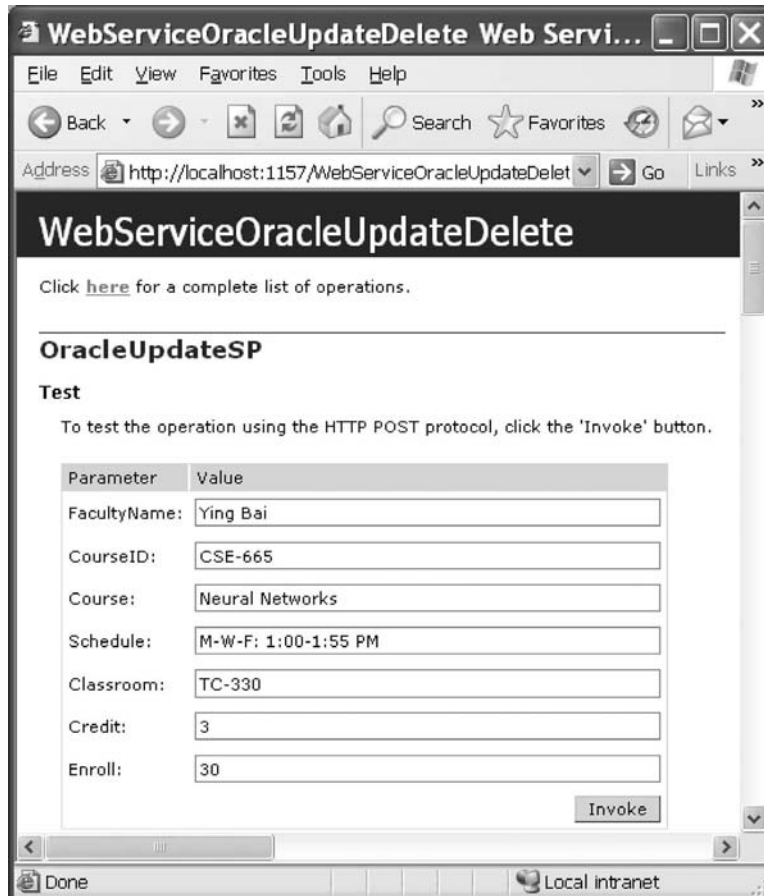 WebServiceOracleUpdateDelete Web Servi...
File Edit View Favorites Tools Help
Back Search Favorites »
Address http://localhost:1157/WebServiceOracleUpdateDelet Go Links »
WebServiceOracleUpdateDelete
Click here for a complete list of operations.
OracleUpdateSP
Test
To test the operation using the HTTP POST protocol, click the 'Invoke' button.
Parameter Value
FacultyName: Ying Bai
CourseID: CSE-665
Course: Neural Networks
Schedule: M-W-F: 1:00-1:55 PM
Classroom: TC-330
Credit: 3
Enroll: 30
Invoke
Done Local intranet